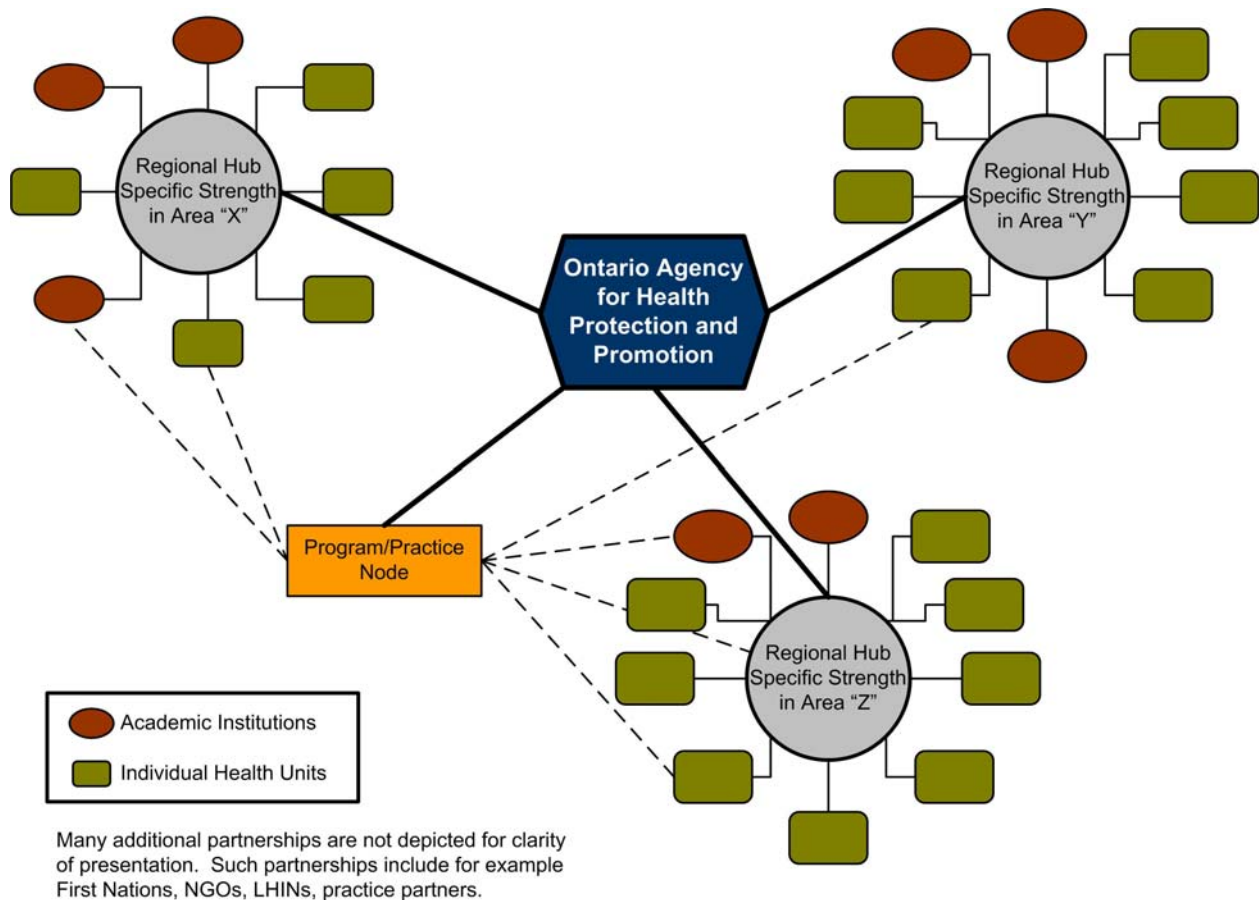 Regional Hub
Specific Strength
in Area “X”
Regional Hub
Specific Strength
in Area “Y”
Ontario Agency
for Health
Protection and
Promotion
Program/Practice
Node
Regional Hub
Specific Strength
in Area “Z”
Academic Institutions
Individual Health Units
Many additional partnerships are not depicted for clarity
of presentation.  Such partnerships include for example
First Nations, NGOs, LHINs, practice partners.